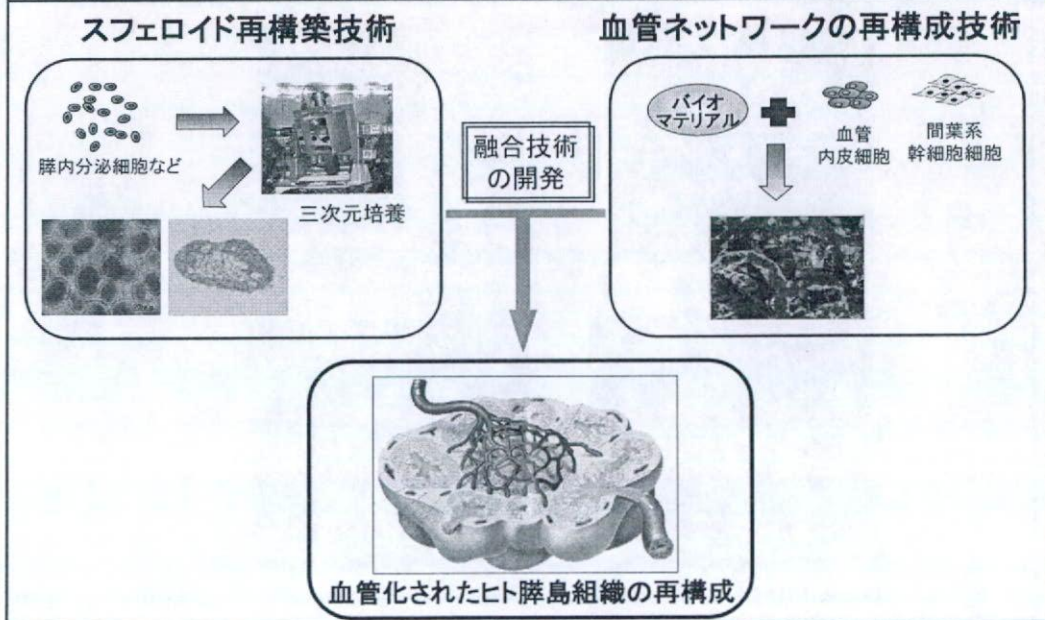 スフェロイド再構築技術
膵内分泌細胞など
三次元培養
融合技術
の開発
血管ネットワークの再構成技術
バイオ
マテリアル
血管
内皮細胞
間葉系
幹細胞細胞
血管化されたヒト膵島組織の再構成